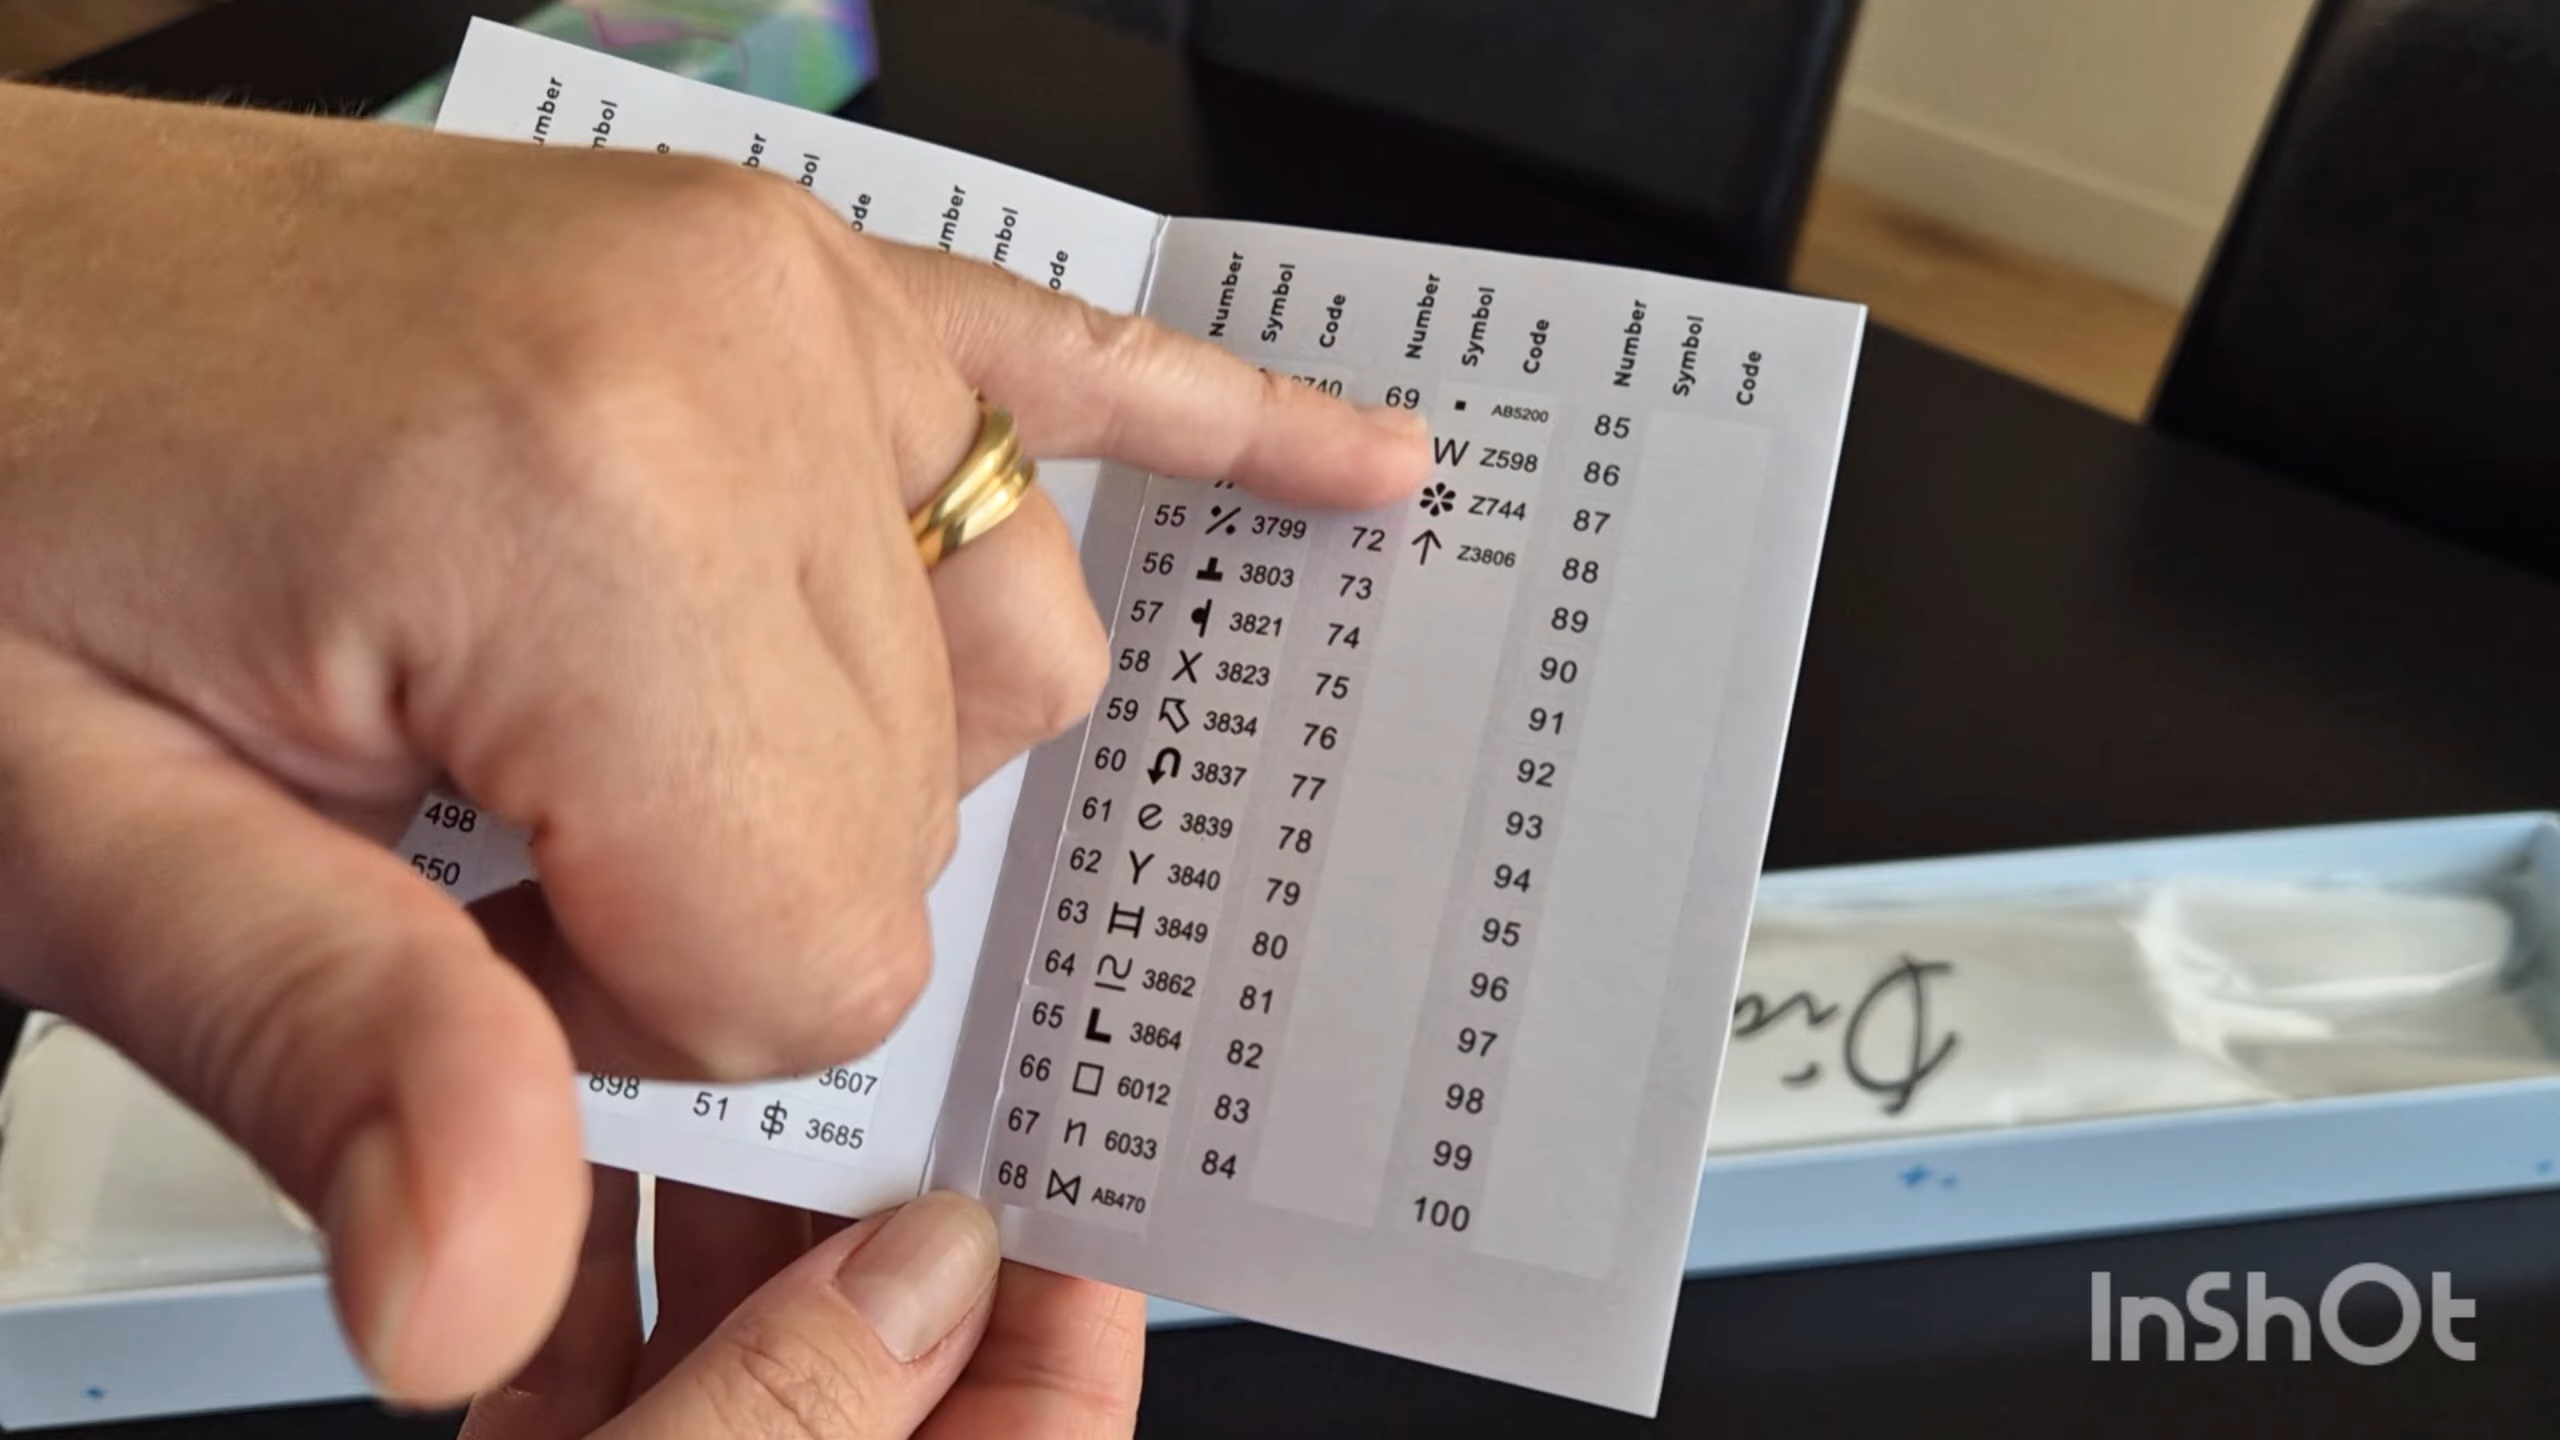 Number Symbol Code Number Symbol Code Number Symbol Code
69 ▪ AB5200 85
W Z598 86
✻ Z744 87
55 ٪ 3799 72 ↑ Z3806 88
56 3803 73 89
57 3821 74 90
58 X 3823 75 91
59 3834 76 92
60 3837 77 93
61 e 3839 78 94
62 Y 3840 79 95
63 3849 80 96
64 3862 81 97
65 L 3864 82 98
66 □ 6012 83 99
67 n 6033 84 100
68 ⋈ AB470
498
550
3607
898 51 $ 3685
InShOt